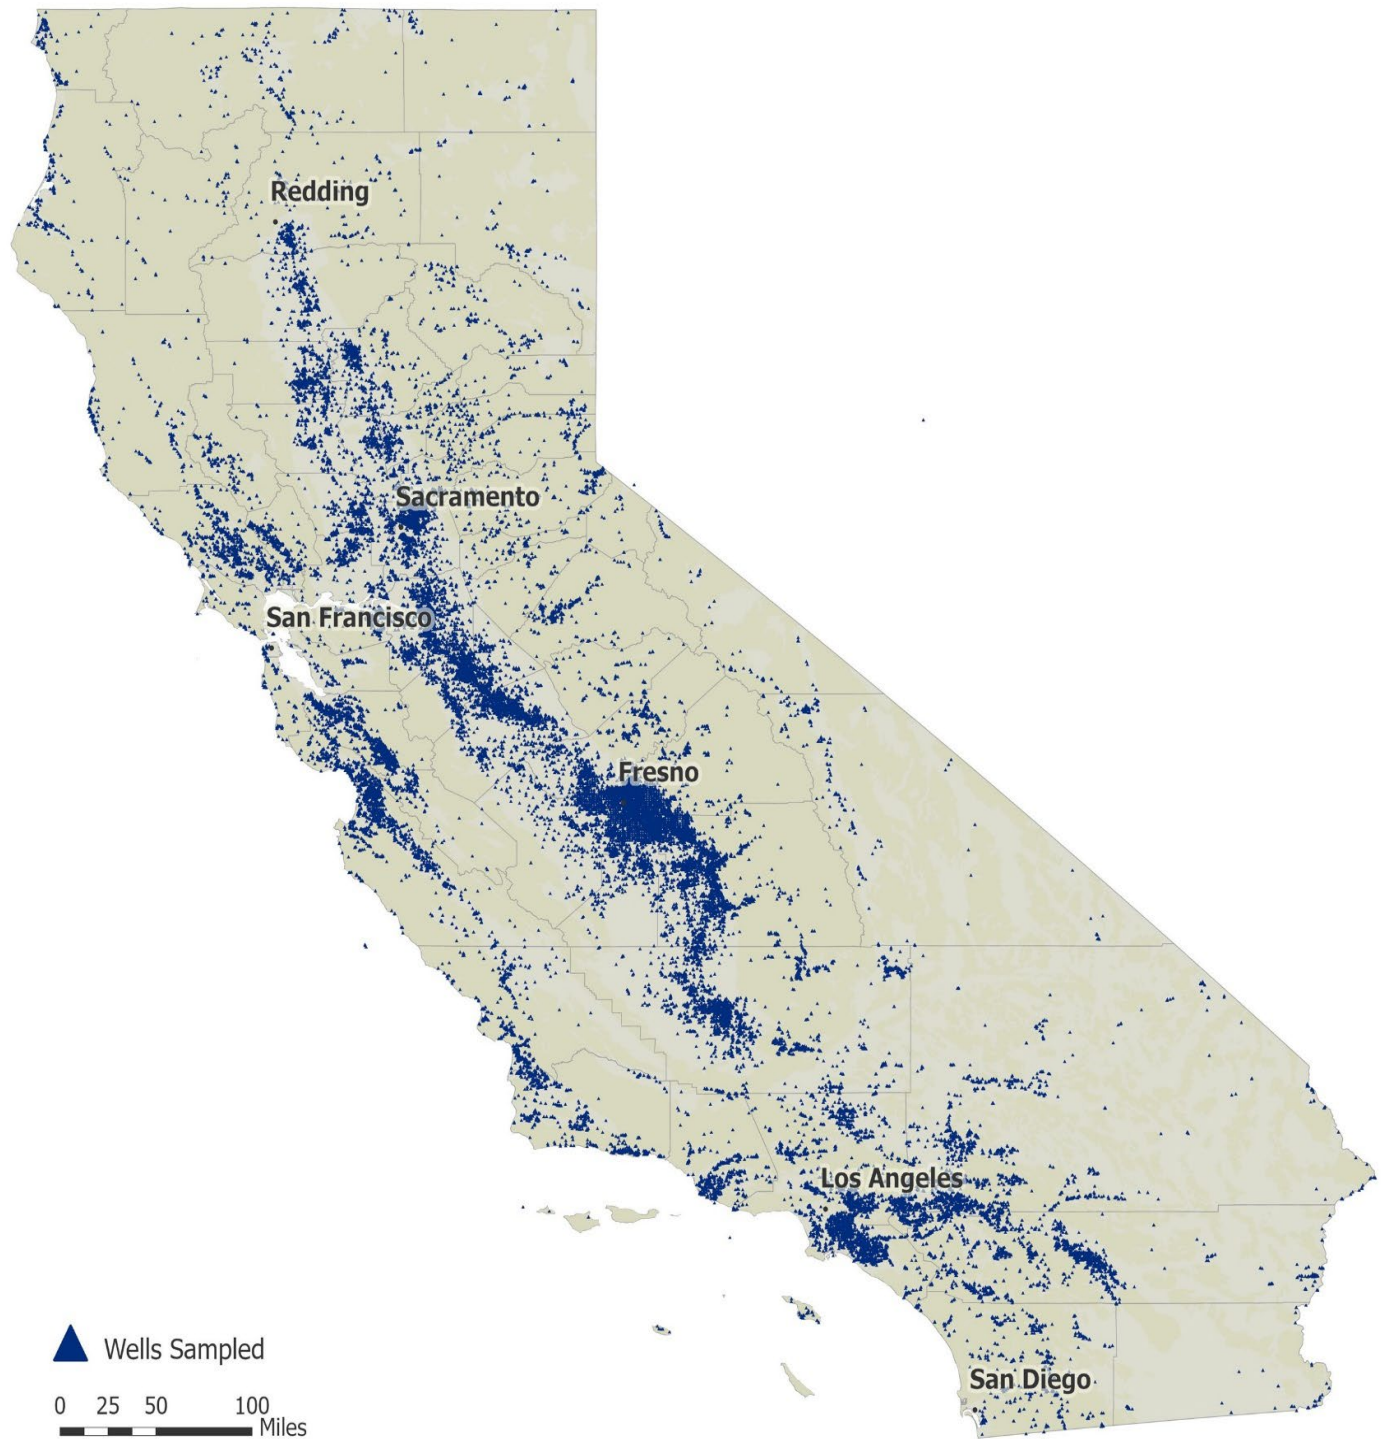 Redding
Sacramento
San Francisco
Fresno
Los Angeles
San Diego
Wells Sampled
0 25 50 100
Miles